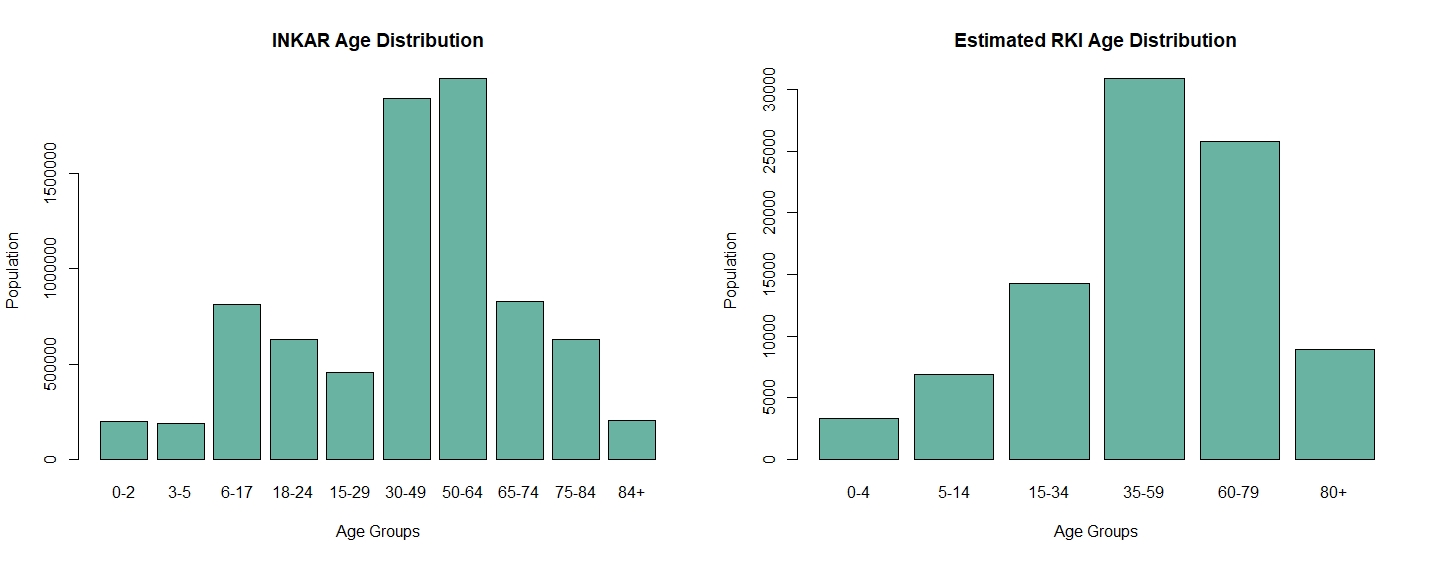 INKAR Age Distribution
Population
1500000
1000000
500000
0
0-2 3-5 6-17 18-24 15-29 30-49 50-64 65-74 75-84 84+
Age Groups
Estimated RKI Age Distribution
Population
30000
25000
20000
15000
10000
5000
0
0-4 5-14 15-34 35-59 60-79 80+
Age Groups